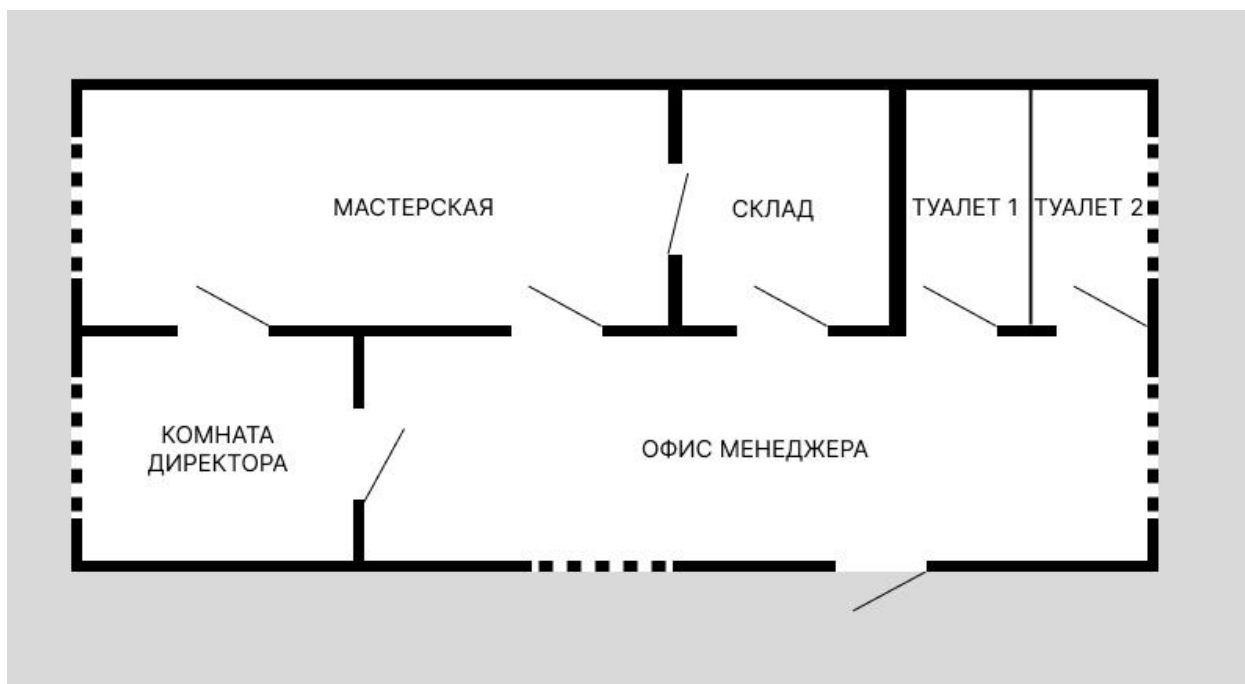 МАСТЕРСКАЯ
СКЛАД
ТУАЛЕТ 1
ТУАЛЕТ 2
КОМНАТА
ДИРЕКТОРА
ОФИС МЕНЕДЖЕРА